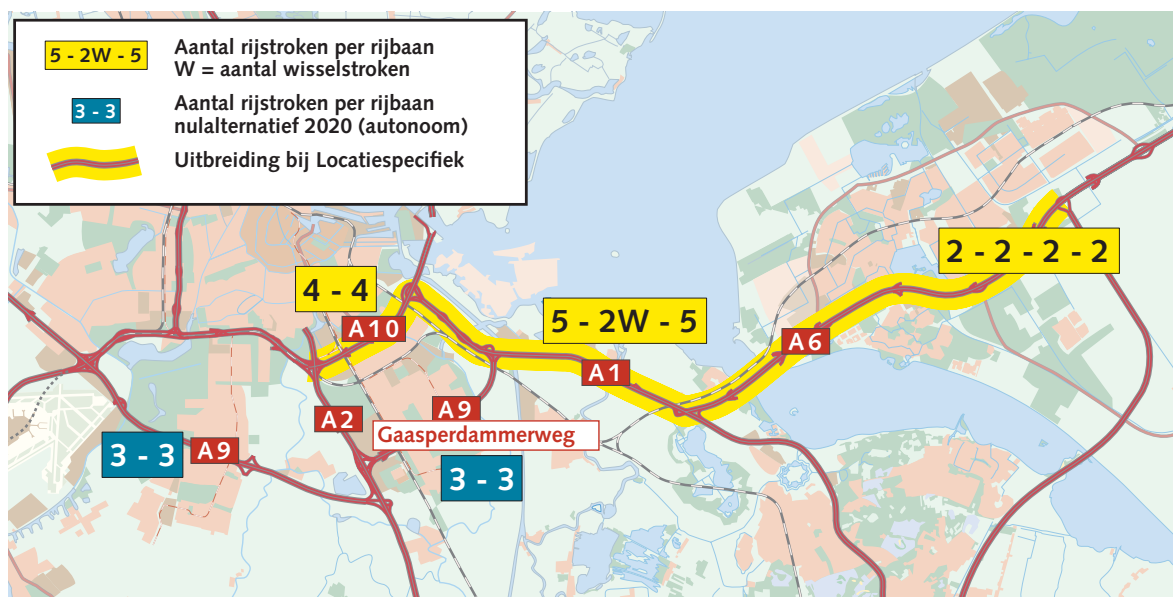 5 - 2W - 5
Aantal rijstroken per rijbaan
W = aantal wisselstroken
3 - 3
Aantal rijstroken per rijbaan
nulalternatief 2020 (autonoom)
Uitbreiding bij Locatiespecifiek
2 - 2 - 2 - 2
4 - 4
A10
5 - 2W - 5
A6
A1
A2
A9
Gaasperdammerweg
3 - 3
A9
3 - 3